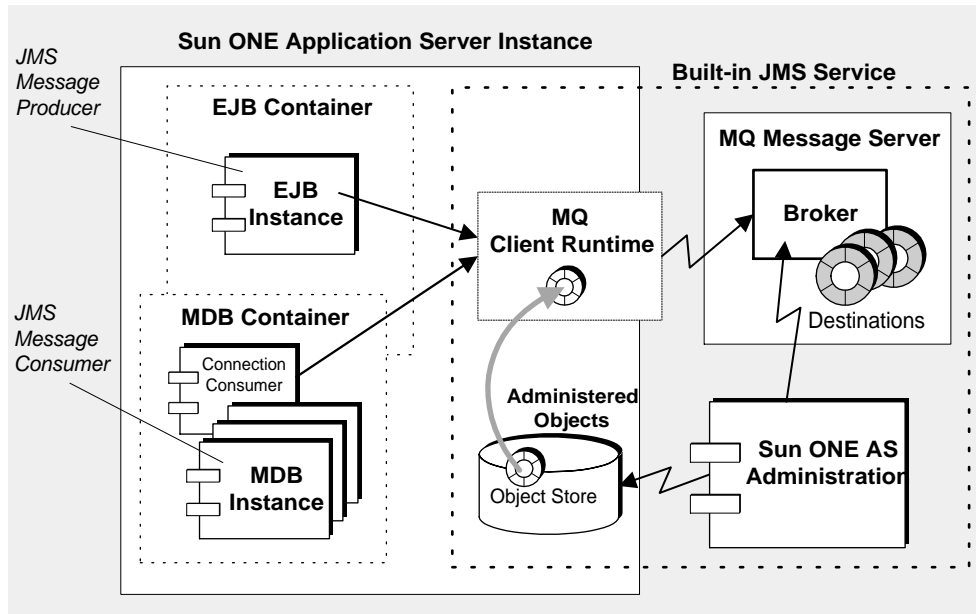 Sun ONE Application Server Instance
JMS
Message
Producer
Built-in JMS Service
EJB Container
MQ Message Server
EJB
Instance
MQ
Client Runtime
Broker
Destinations
JMS
Message
Consumer
MDB Container
Connection
Consumer
MDB
Instance
Administered
Objects
Object Store
Sun ONE AS
Administration